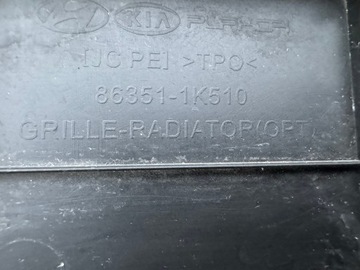 KIA
[JC PE] >TPO<
86351-1K510
GRILLE-RADIATOR(OPT)